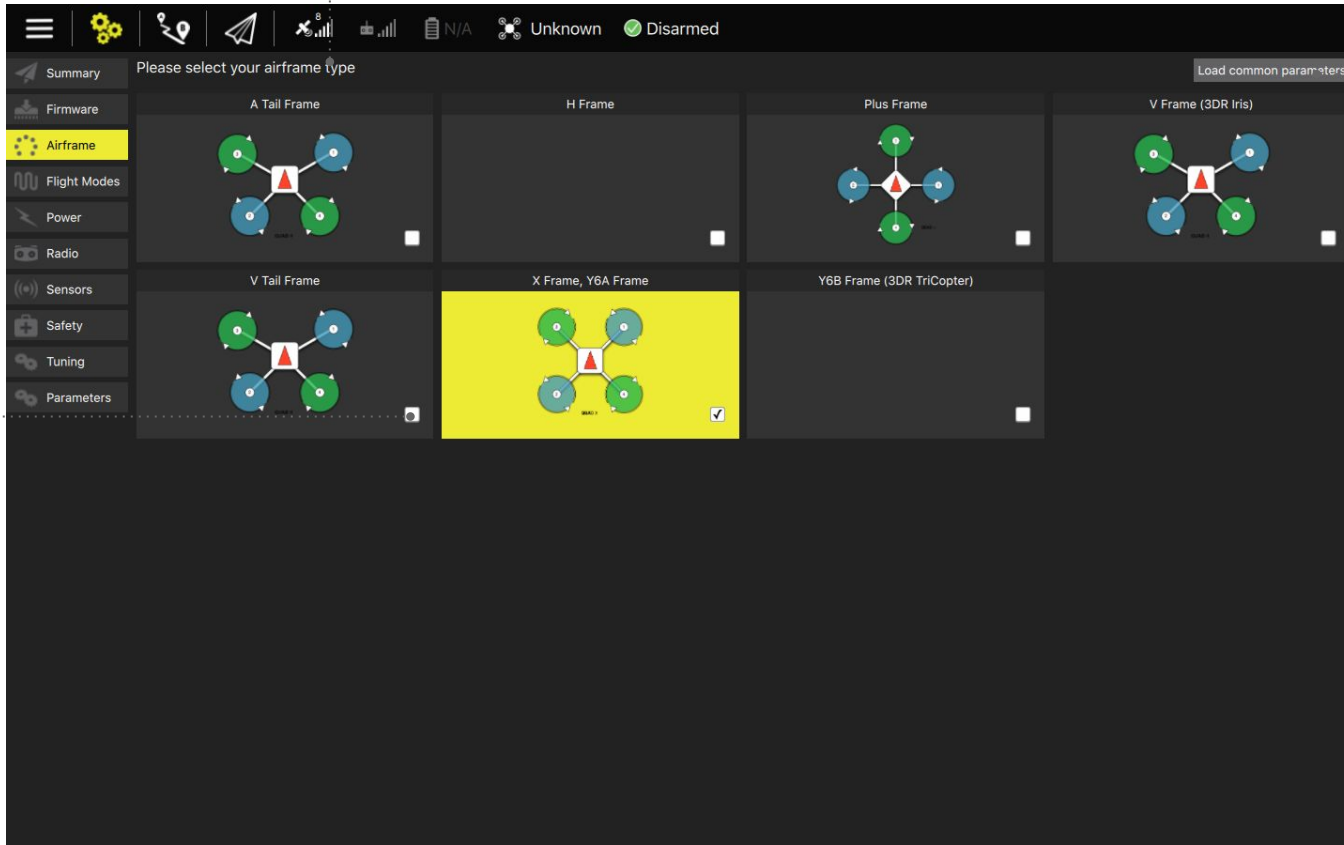 8
N/A
Unknown
Disarmed
Summary
Please select your airframe type
Load common parameters
Firmware
A Tail Frame
H Frame
Plus Frame
V Frame (3DR Iris)
Airframe
Flight Modes
Power
Radio
Sensors
V Tail Frame
X Frame, Y6A Frame
Y6B Frame (3DR TriCopter)
Safety
Tuning
Parameters